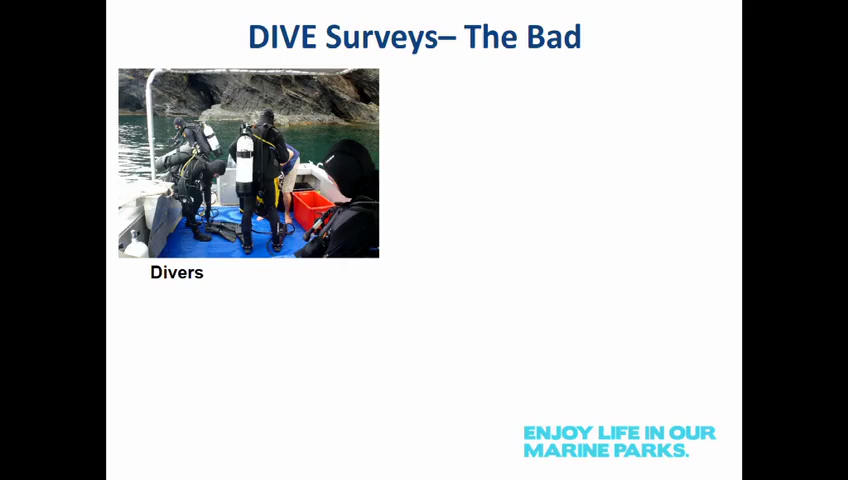 DIVE Surveys– The Bad
Divers
ENJOY LIFE IN OUR
MARINE PARKS.